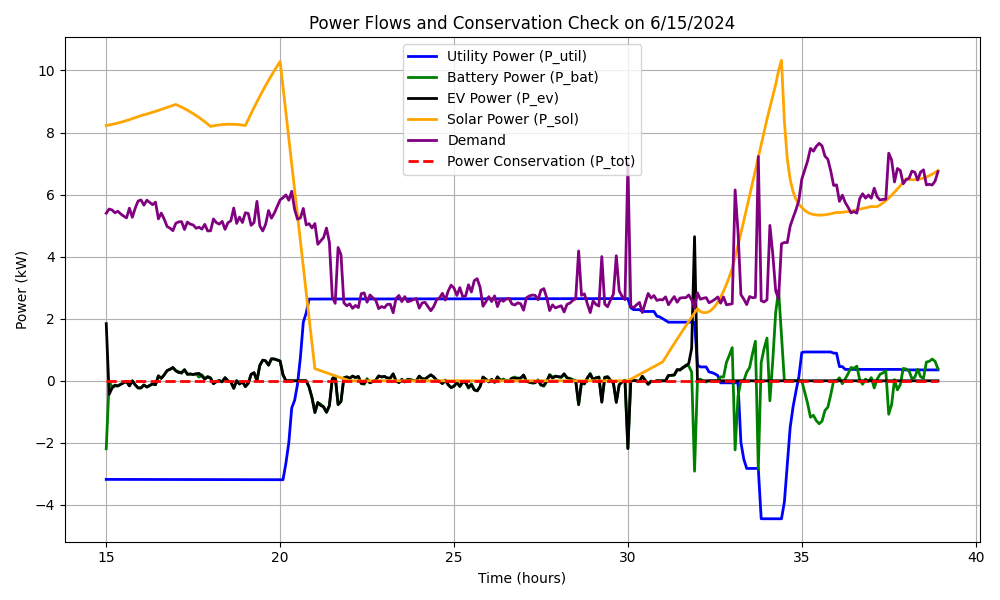 Power Flows and Conservation Check on 6/15/2024
Power (kW)
10
8
6
4
2
0
−2
−4
Utility Power (P_util)
Battery Power (P_bat)
EV Power (P_ev)
Solar Power (P_sol)
Demand
Power Conservation (P_tot)
15
20
25
30
35
40
Time (hours)